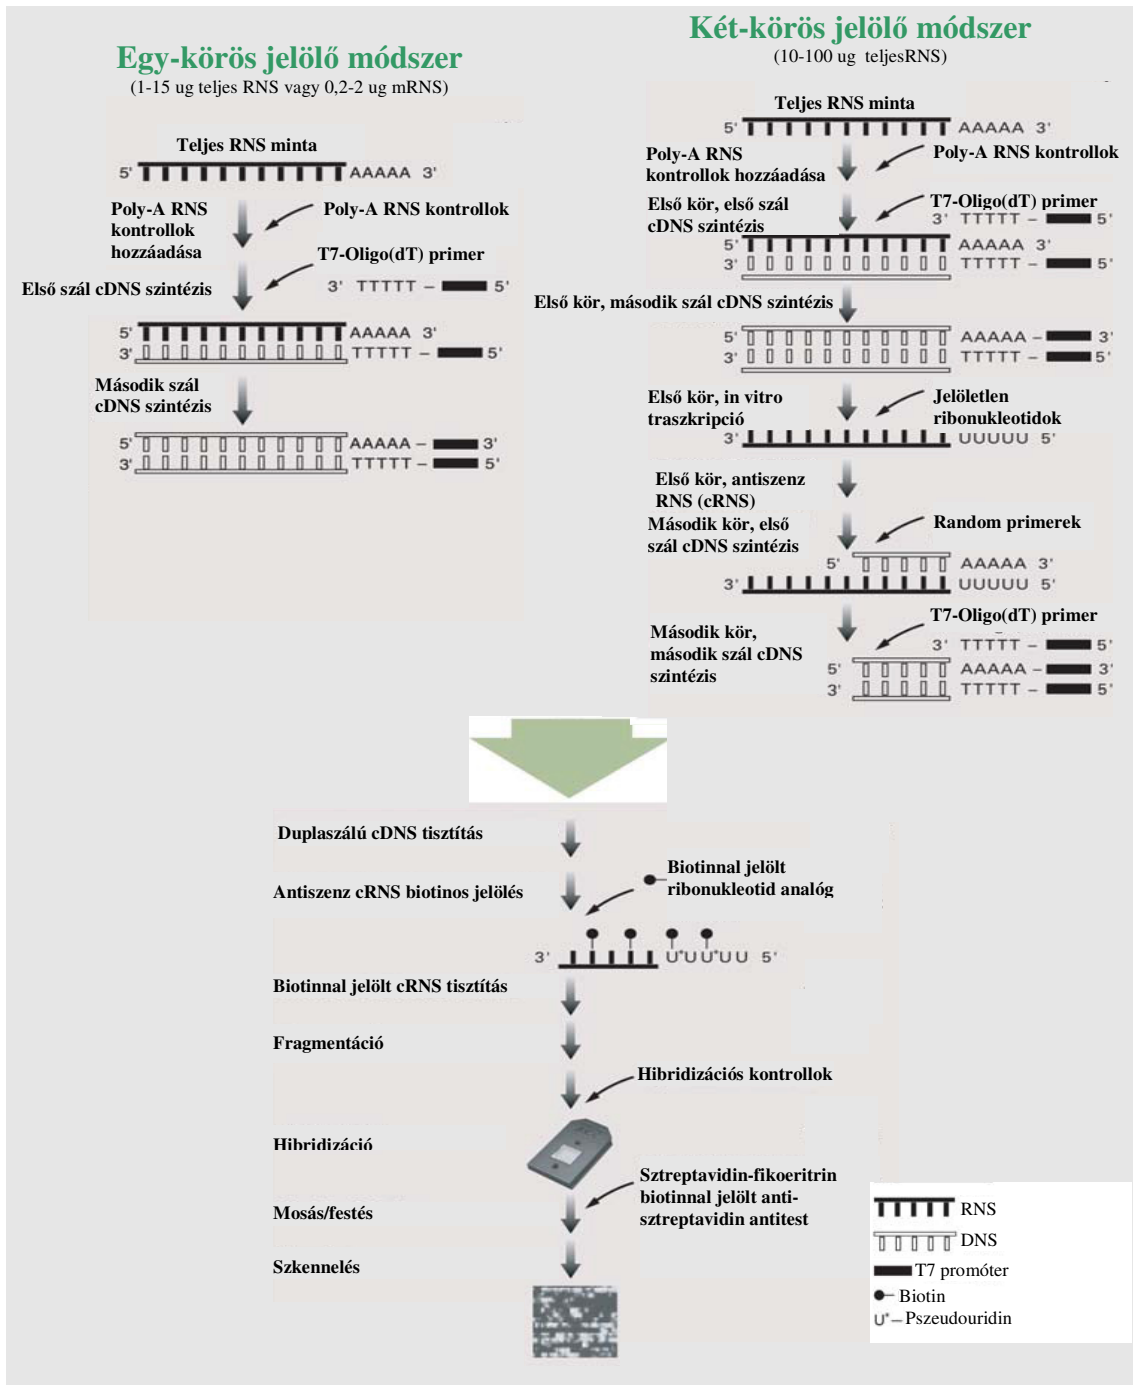 Egy-körös jelölő módszer
(1-15 ug teljes RNS vagy 0,2-2 ug mRNS)
Teljes RNS minta
5' AAAAA 3'
Poly-A RNS
kontrollok
hozzáadása
Poly-A RNS kontrollok
T7-Oligo(dT) primer
Első szál cDNS szintézis
3' TTTTT – 5'
5' AAAAA 3'
3' TTTTT – 5'
Második szál
cDNS szintézis
5' AAAAA – 3'
3' TTTTT – 5'
Két-körös jelölő módszer
(10-100 ug teljesRNS)
Teljes RNS minta
5' AAAAA 3'
Poly-A RNS
kontrollok hozzáadása
Poly-A RNS kontrollok
Első kör, első szál
cDNS szintézis
T7-Oligo(dT) primer
3' TTTTT – 5'
5' AAAAA 3'
3' TTTTT – 5'
Első kör, második szál cDNS szintézis
5' AAAAA – 3'
3' TTTTT – 5'
Első kör, in vitro
traszkripció
Jelöletlen
ribonukleotidok
3' UUUUU 5'
Első kör, antiszenz
RNS (cRNS)
Második kör, első
szál cDNS szintézis
Random primerek
5' AAAAA 3'
3' UUUUU 5'
T7-Oligo(dT) primer
Második kör,
második szál cDNS
szintézis
3' TTTTT – 5'
5' AAAAA – 3'
3' TTTTT – 5'
Duplaszálú cDNS tisztítás
Antiszenz cRNS biotinos jelölés
Biotinnal jelölt
ribonukleotid analóg
3' U*UU*UU 5'
Biotinnal jelölt cRNS tisztítás
Fragmentáció
Hibridizációs kontrollok
Hibridizáció
Sztreptavidin-fikoeritrin
biotinnal jelölt anti-
sztreptavidin antitest
Mosás/festés
Szkennelés
RNS
DNS
T7 promóter
Biotin
U* – Pszeudouridin